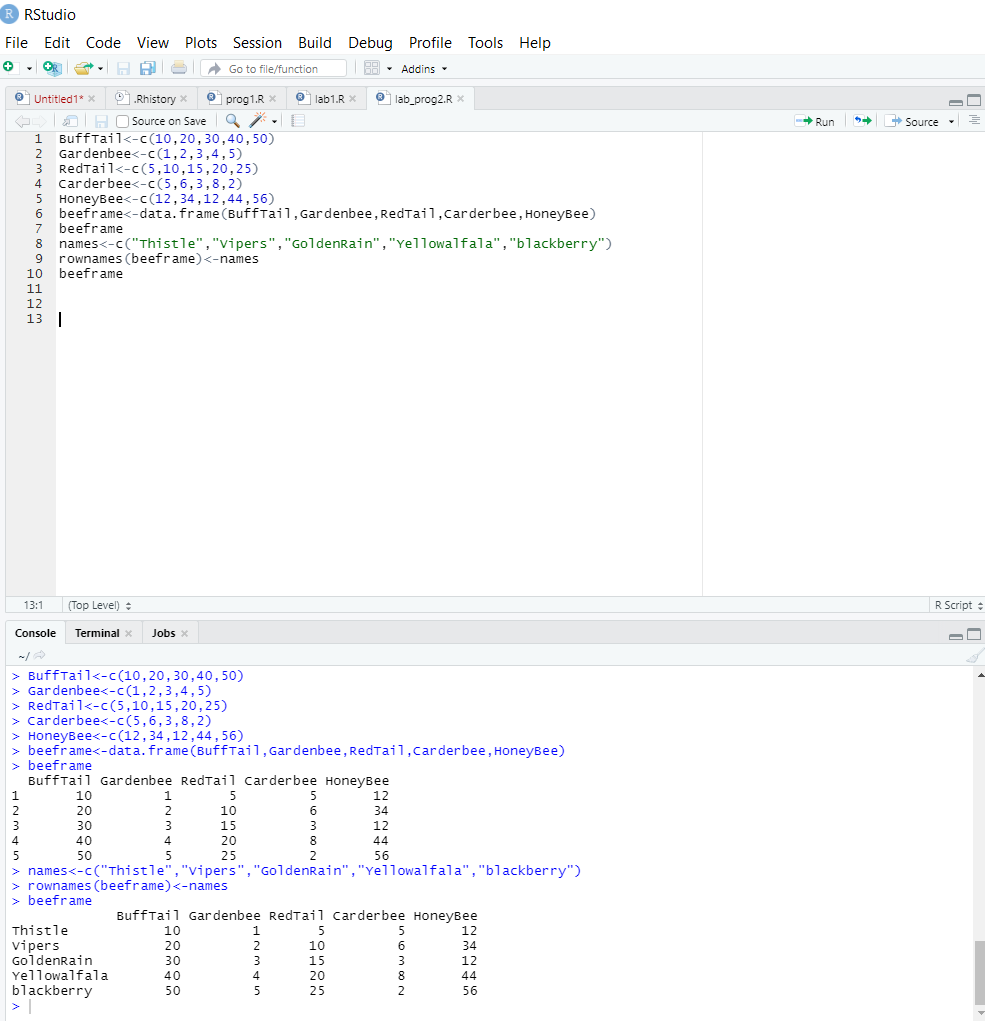 RStudio
File Edit Code View Plots Session Build Debug Profile Tools Help
Go to file/function Addins
Untitled1* .Rhistory prog1.R lab1.R lab_prog2.R
Source on Save Run Source
1 BuffTail<-c(10,20,30,40,50)
2 Gardenbee<-c(1,2,3,4,5)
3 RedTail<-c(5,10,15,20,25)
4 Carderbee<-c(5,6,3,8,2)
5 HoneyBee<-c(12,34,12,44,56)
6 beeframe<-data.frame(BuffTail,Gardenbee,RedTail,Carderbee,HoneyBee)
7 beeframe
8 names<-c("Thistle","Vipers","GoldenRain","Yellowalfala","blackberry")
9 rownames(beeframe)<-names
10 beeframe
11
12
13
13:1 (Top Level) R Script
Console Terminal Jobs
~/
> BuffTail<-c(10,20,30,40,50)
> Gardenbee<-c(1,2,3,4,5)
> RedTail<-c(5,10,15,20,25)
> Carderbee<-c(5,6,3,8,2)
> HoneyBee<-c(12,34,12,44,56)
> beeframe<-data.frame(BuffTail,Gardenbee,RedTail,Carderbee,HoneyBee)
> beeframe
BuffTail Gardenbee RedTail Carderbee HoneyBee
1 10 1 5 5 12
2 20 2 10 6 34
3 30 3 15 3 12
4 40 4 20 8 44
5 50 5 25 2 56
> names<-c("Thistle","Vipers","GoldenRain","Yellowalfala","blackberry")
> rownames(beeframe)<-names
> beeframe
BuffTail Gardenbee RedTail Carderbee HoneyBee
Thistle 10 1 5 5 12
Vipers 20 2 10 6 34
GoldenRain 30 3 15 3 12
Yellowalfala 40 4 20 8 44
blackberry 50 5 25 2 56
>